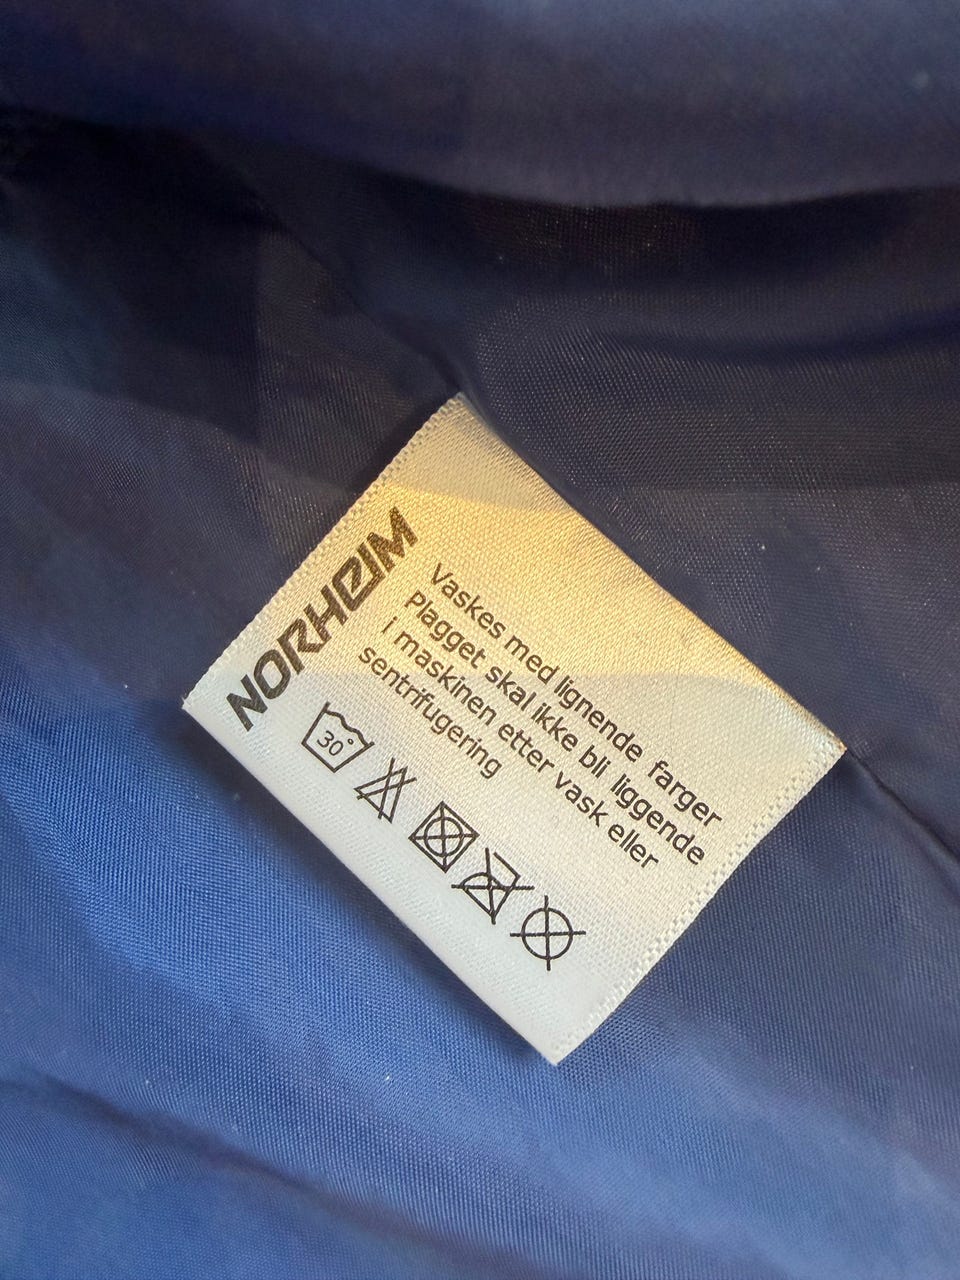 NORHEIM
Vaskes med lignende farger
Plagget skal ikke bli liggende
i maskinen etter vask eller
sentrifugering
30°